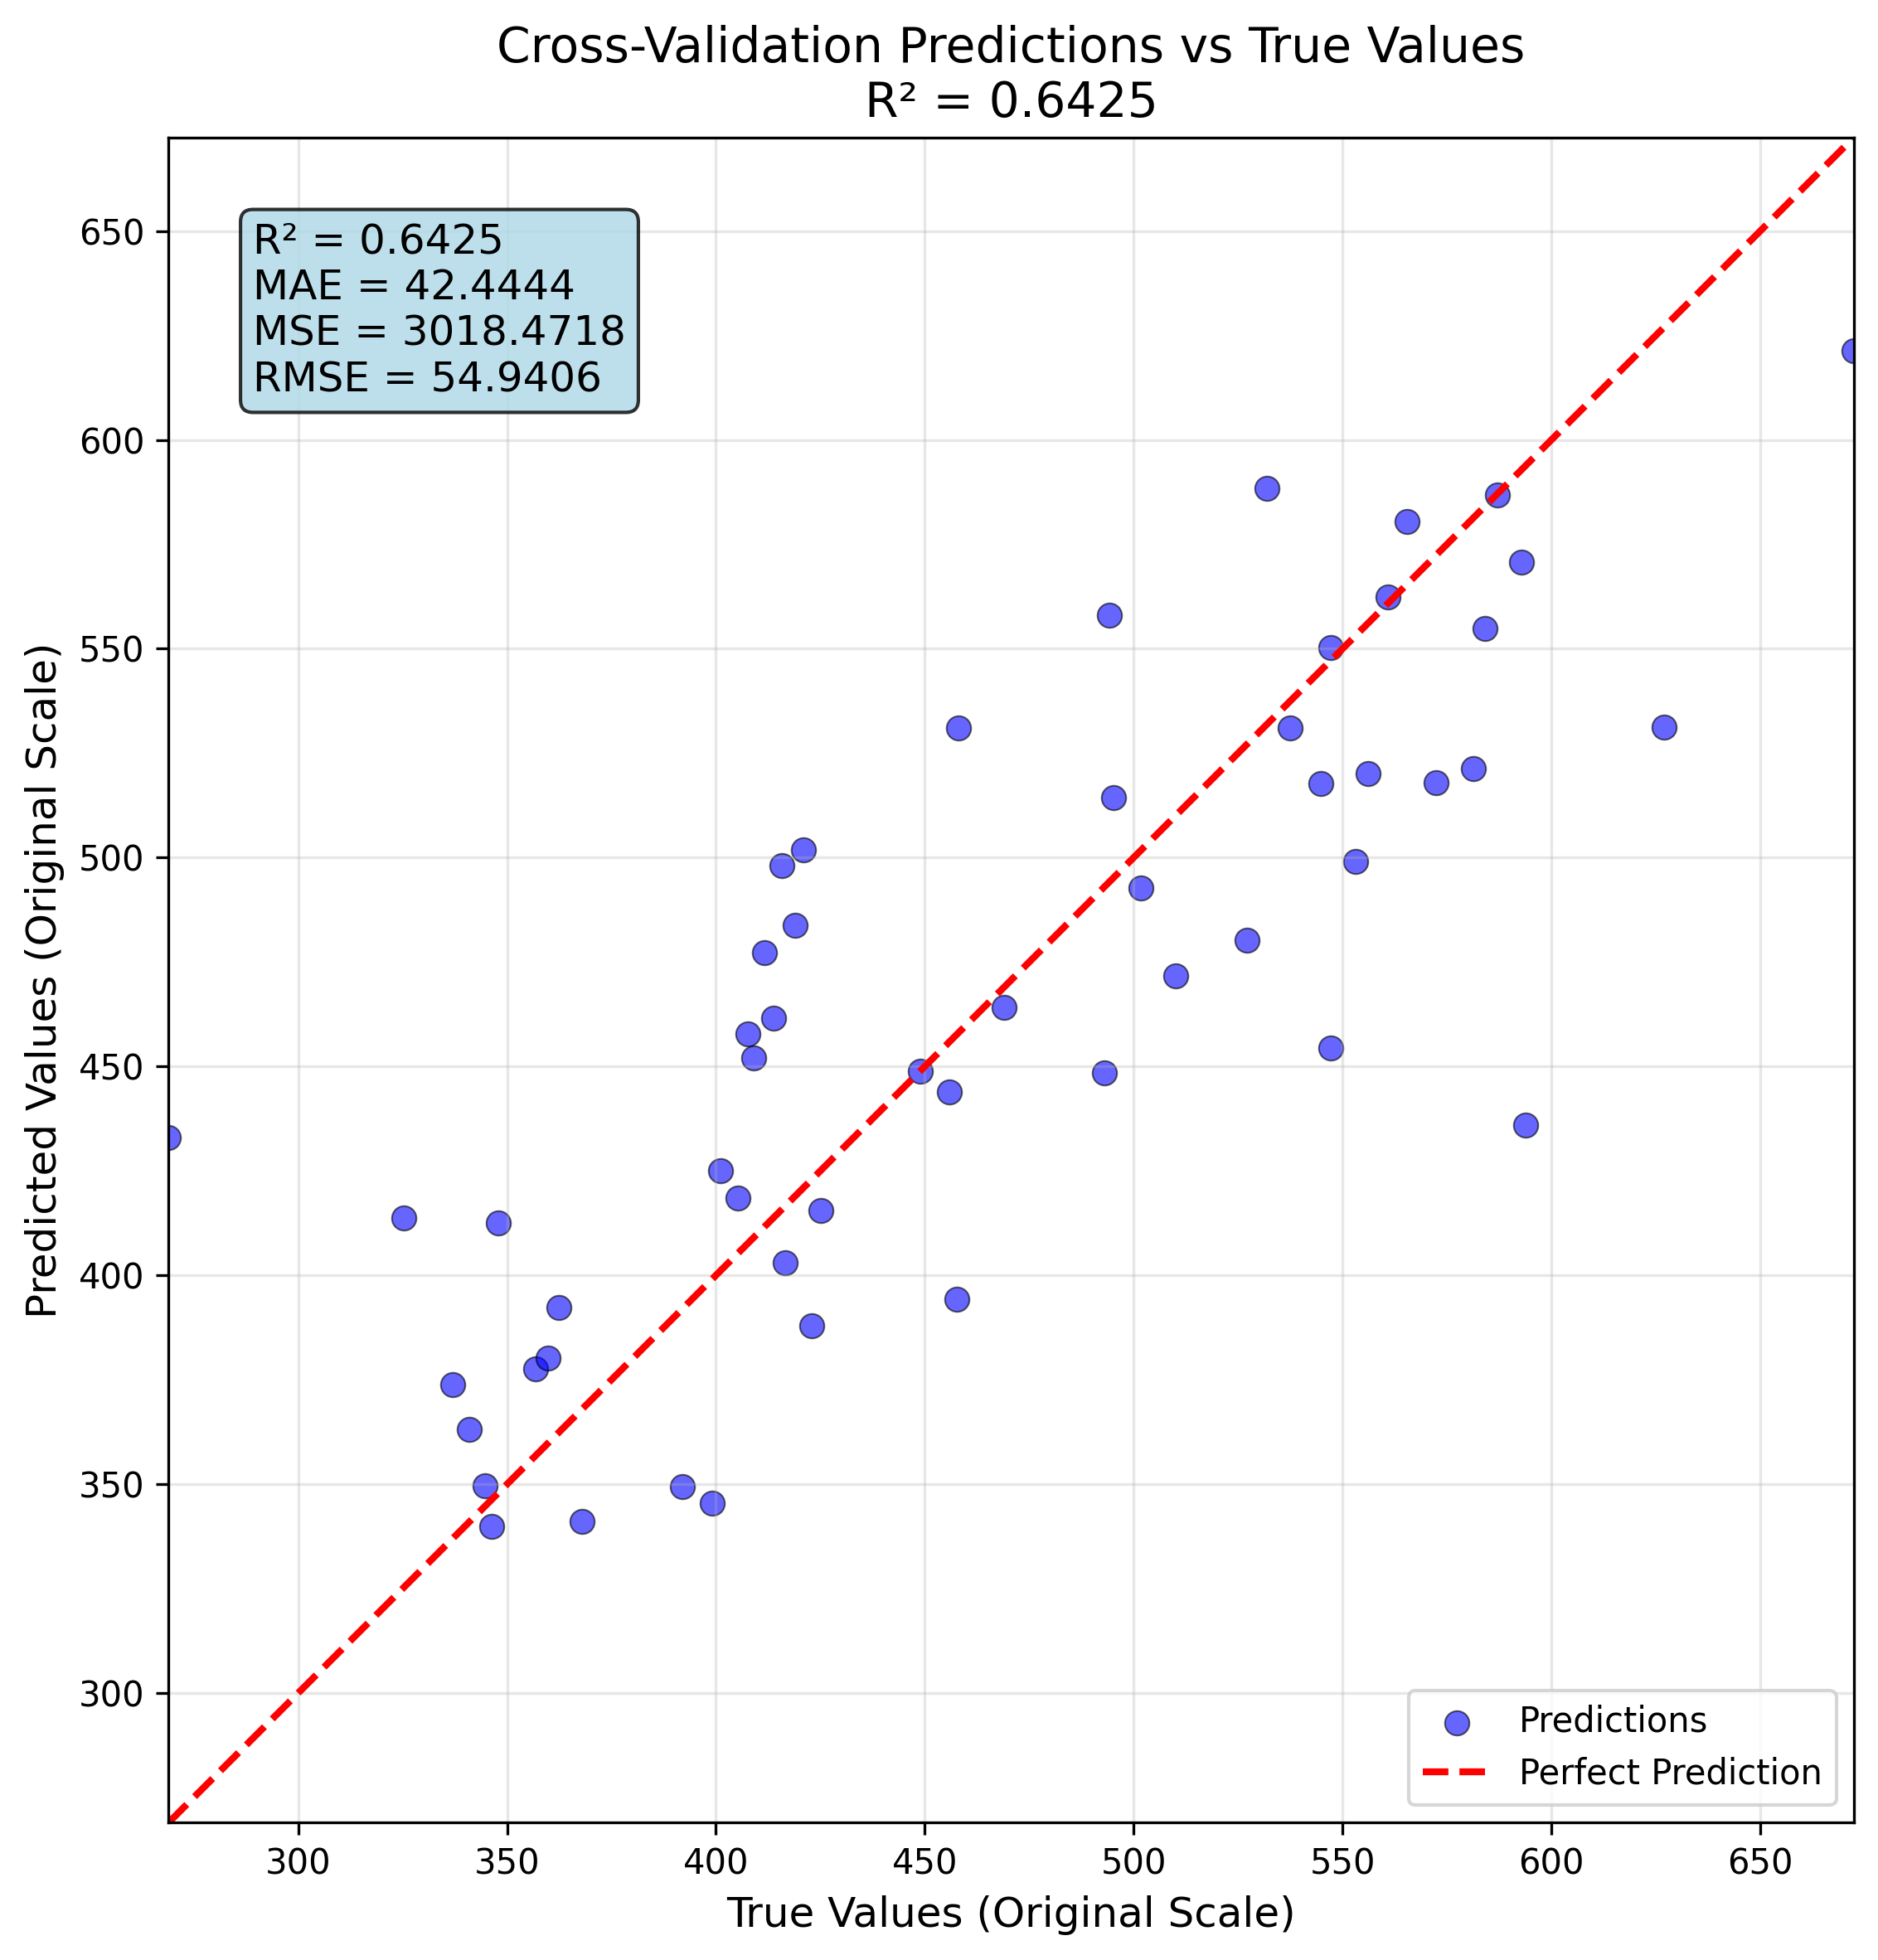 Cross-Validation Predictions vs True Values
R² = 0.6425
R² = 0.6425
MAE = 42.4444
MSE = 3018.4718
RMSE = 54.9406
Predicted Values (Original Scale)
650
600
550
500
450
400
350
300
Predictions
Perfect Prediction
300 350 400 450 500 550 600 650
True Values (Original Scale)